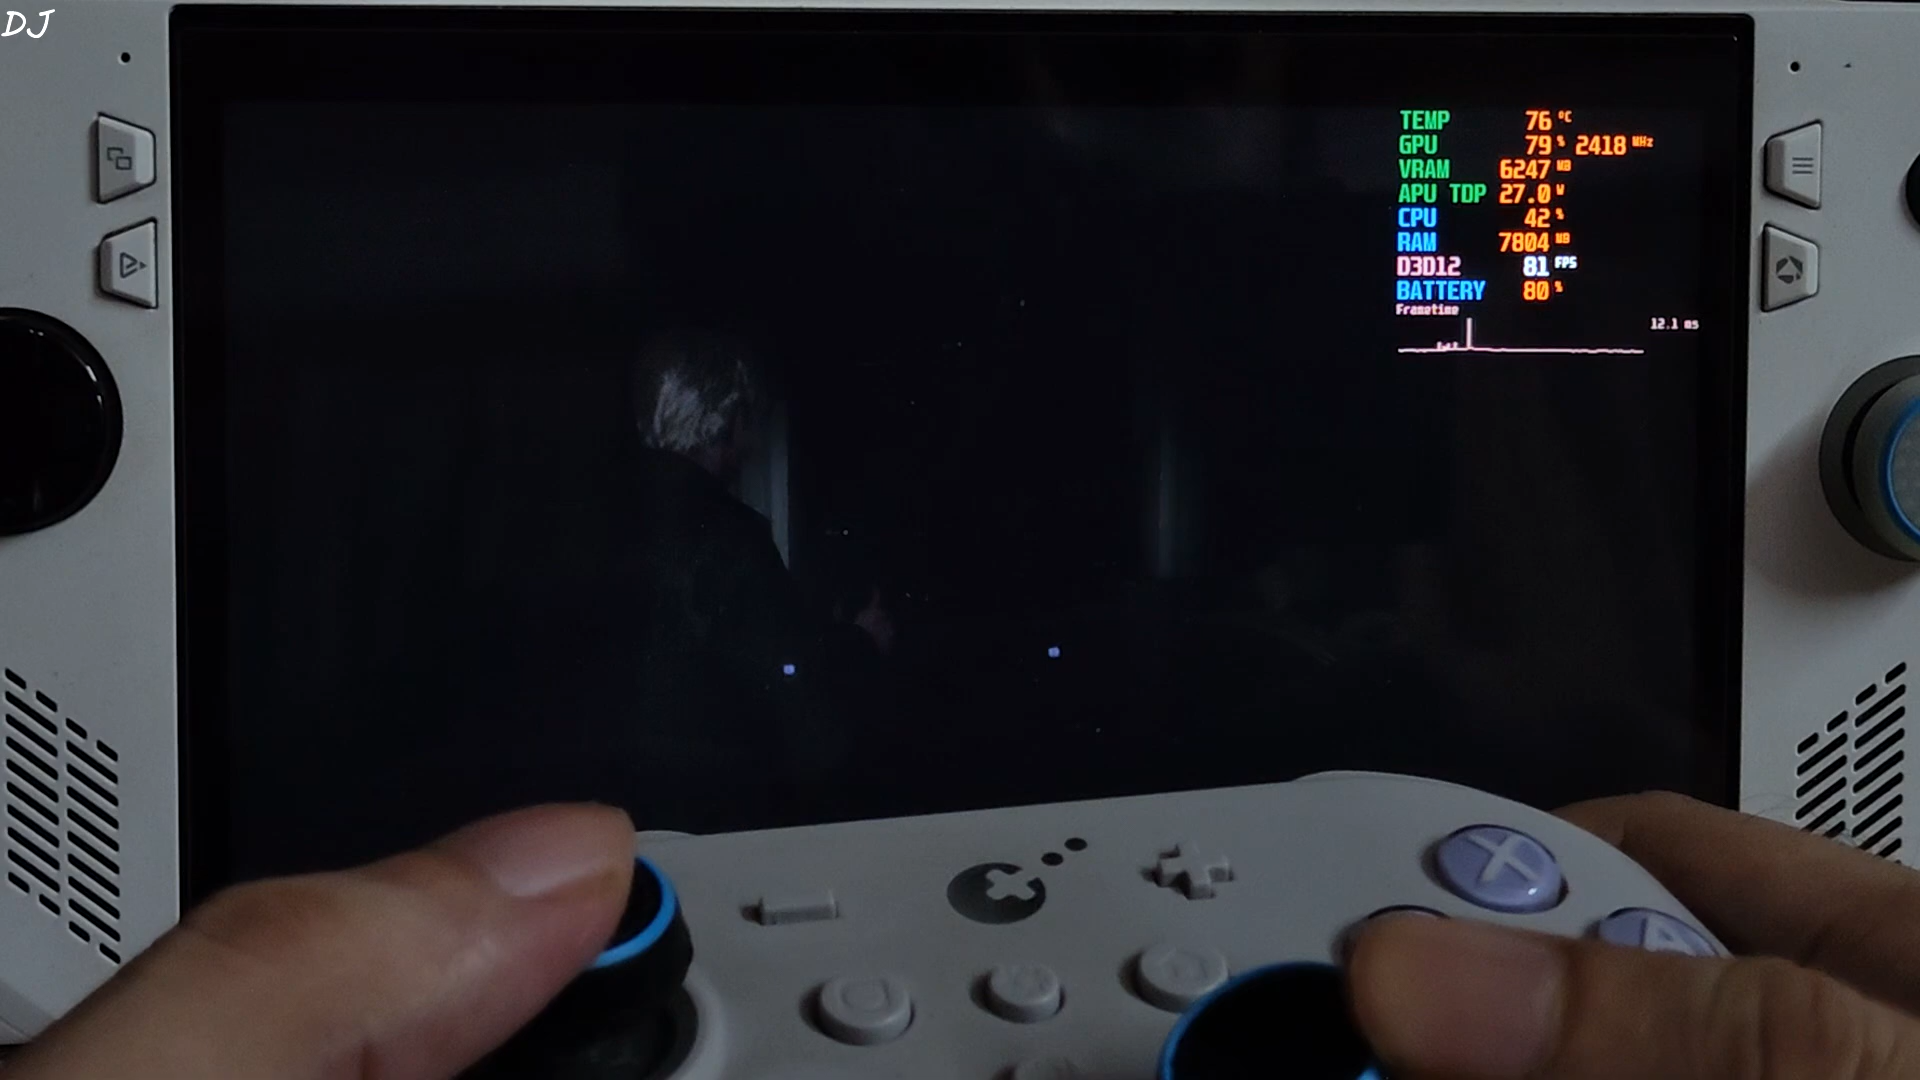 DJ
TEMP 76 °C
GPU 79 % 2418 MHz
VRAM 6247 MB
APU TDP 27.0 W
CPU 42 %
RAM 7804 MB
D3D12 81 FPS
BATTERY 80 %
Frametime
12.1 ms
X
A